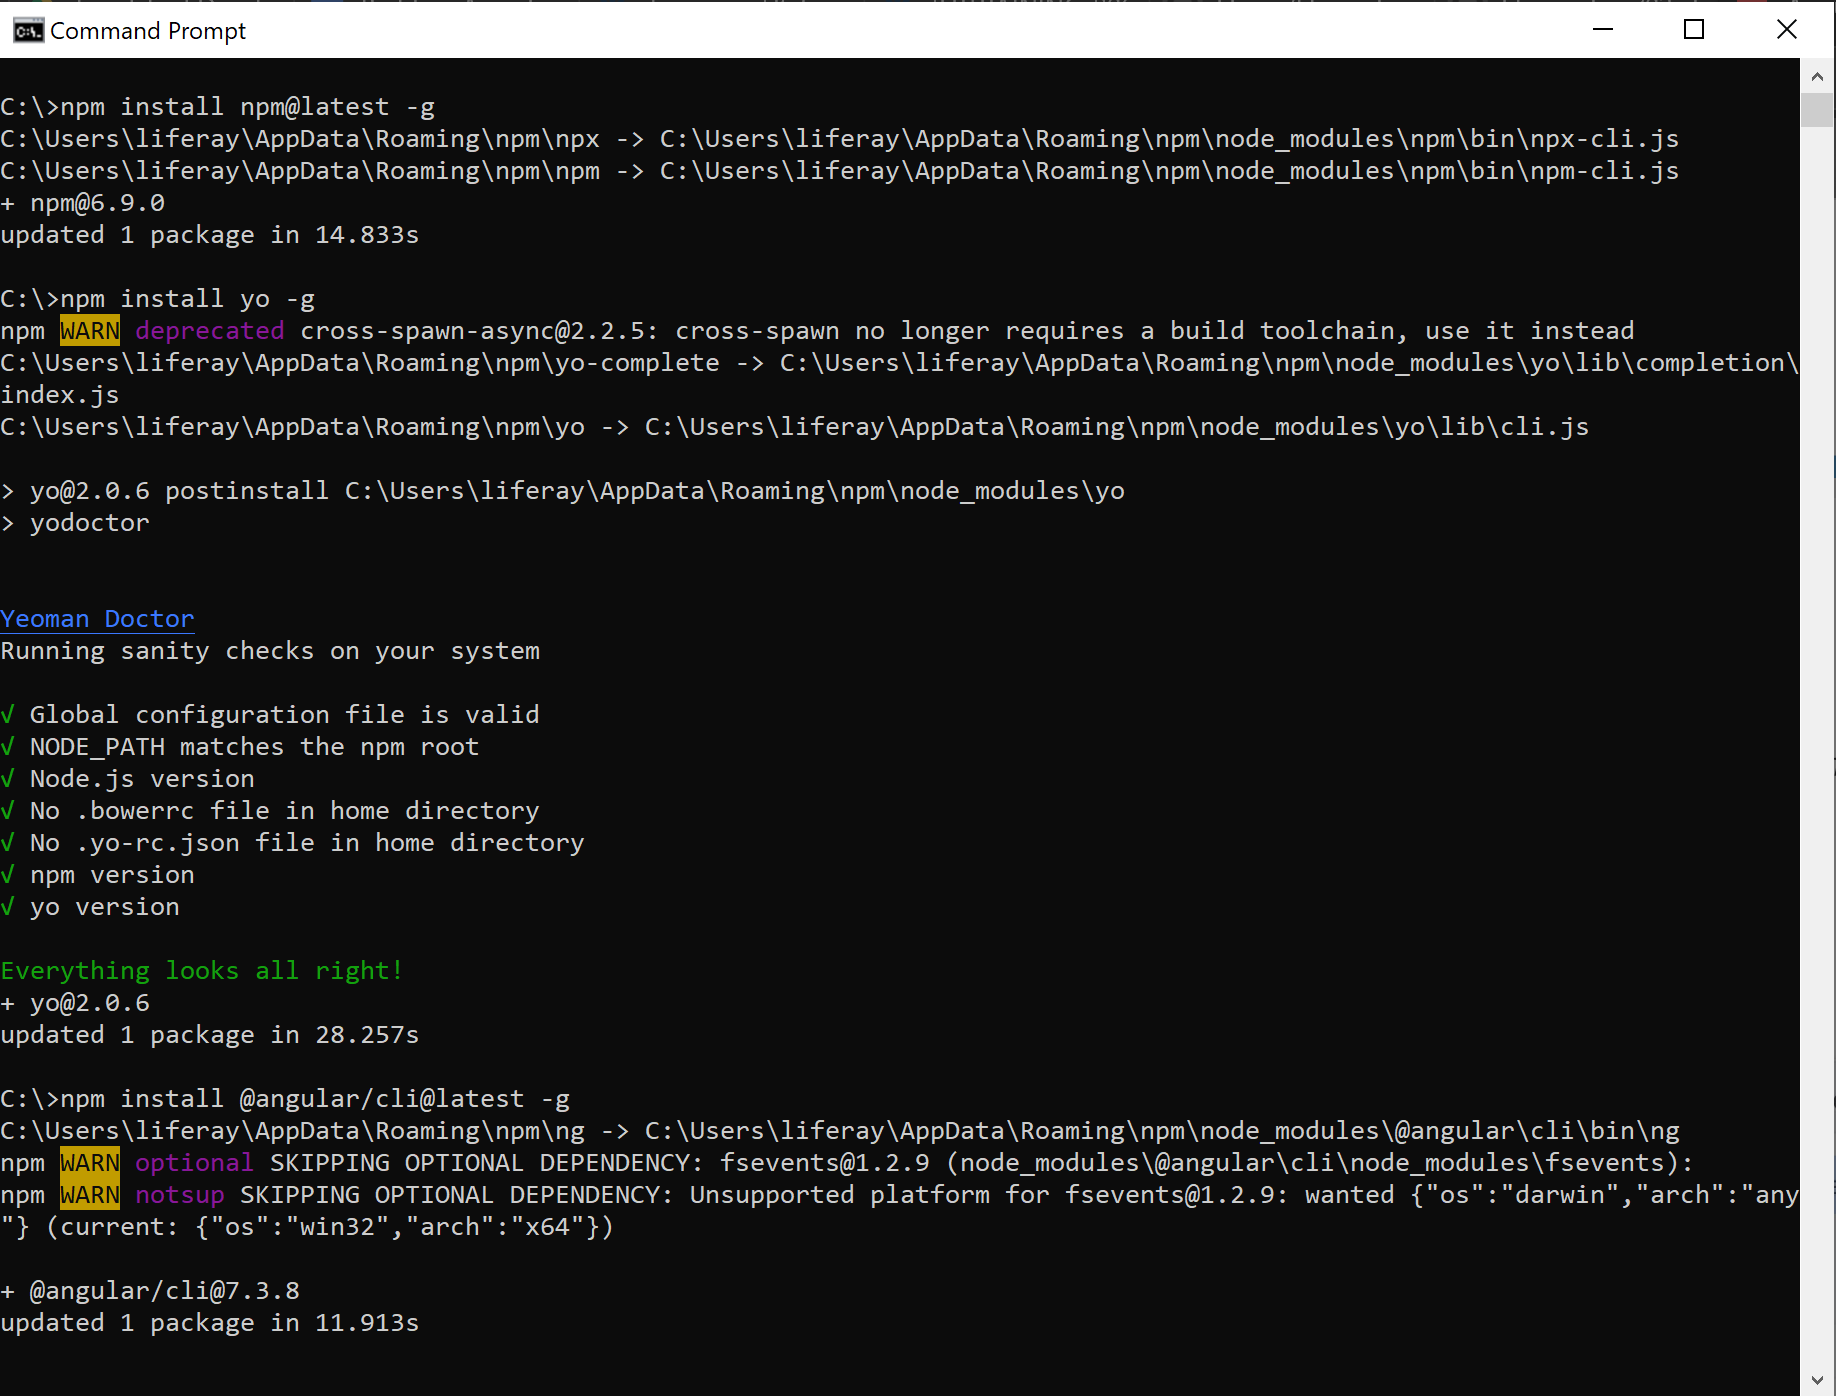 Command Prompt
C:\>npm install npm@latest -g
C:\Users\liferay\AppData\Roaming\npm\npx -> C:\Users\liferay\AppData\Roaming\npm\node_modules\npm\bin\npx-cli.js
C:\Users\liferay\AppData\Roaming\npm\npm -> C:\Users\liferay\AppData\Roaming\npm\node_modules\npm\bin\npm-cli.js
+ npm@6.9.0
updated 1 package in 14.833s
C:\>npm install yo -g
npm WARN deprecated cross-spawn-async@2.2.5: cross-spawn no longer requires a build toolchain, use it instead
C:\Users\liferay\AppData\Roaming\npm\yo-complete -> C:\Users\liferay\AppData\Roaming\npm\node_modules\yo\lib\completion\
index.js
C:\Users\liferay\AppData\Roaming\npm\yo -> C:\Users\liferay\AppData\Roaming\npm\node_modules\yo\lib\cli.js
> yo@2.0.6 postinstall C:\Users\liferay\AppData\Roaming\npm\node_modules\yo
> yodoctor
Yeoman Doctor
Running sanity checks on your system
√ Global configuration file is valid
√ NODE_PATH matches the npm root
√ Node.js version
√ No .bowerrc file in home directory
√ No .yo-rc.json file in home directory
√ npm version
√ yo version
Everything looks all right!
+ yo@2.0.6
updated 1 package in 28.257s
C:\>npm install @angular/cli@latest -g
C:\Users\liferay\AppData\Roaming\npm\ng -> C:\Users\liferay\AppData\Roaming\npm\node_modules\@angular\cli\bin\ng
npm WARN optional SKIPPING OPTIONAL DEPENDENCY: fsevents@1.2.9 (node_modules\@angular\cli\node_modules\fsevents):
npm WARN notsup SKIPPING OPTIONAL DEPENDENCY: Unsupported platform for fsevents@1.2.9: wanted {"os":"darwin","arch":"any
"} (current: {"os":"win32","arch":"x64"})
+ @angular/cli@7.3.8
updated 1 package in 11.913s